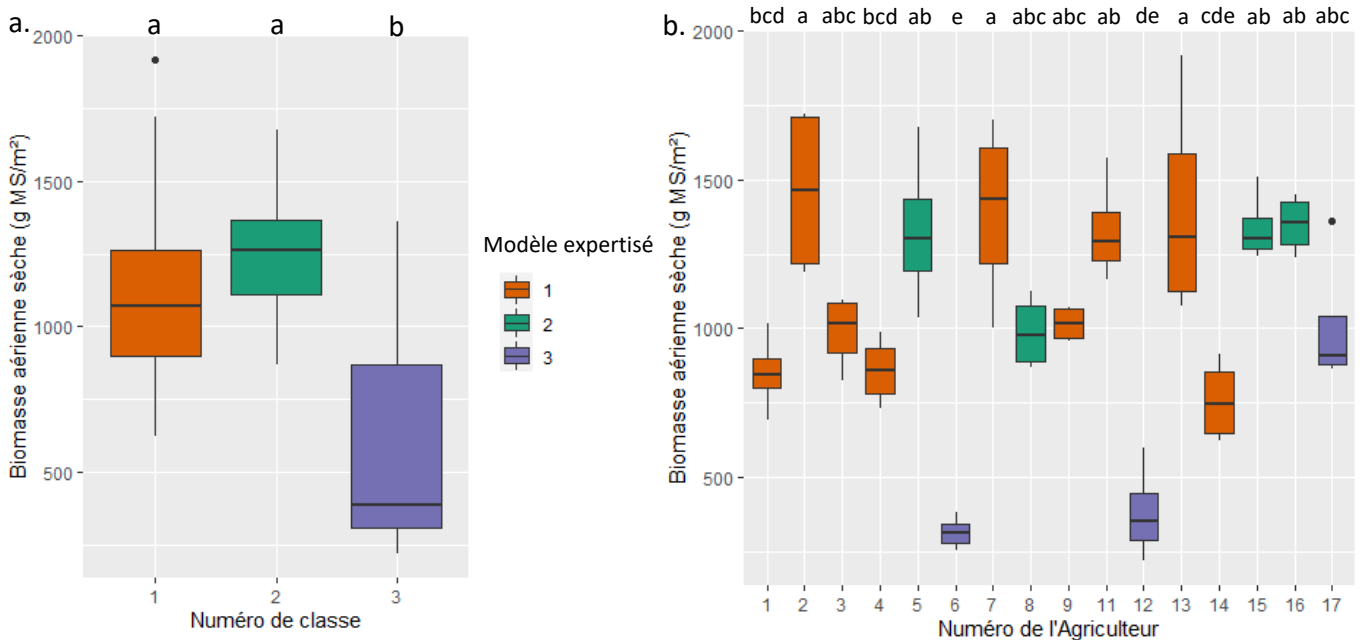 a.
a a b
2000
1500
1000
500
Biomasse aérienne sèche (g MS/m²)
1 2 3
Numéro de classe
Modèle expertisé
1
2
3
b.
bcd a abc bcd ab e a abc abc ab de a cde ab ab abc
2000
1500
1000
500
Biomasse aérienne sèche (g MS/m²)
1 2 3 4 5 6 7 8 9 11 12 13 14 15 16 17
Numéro de l'Agriculteur